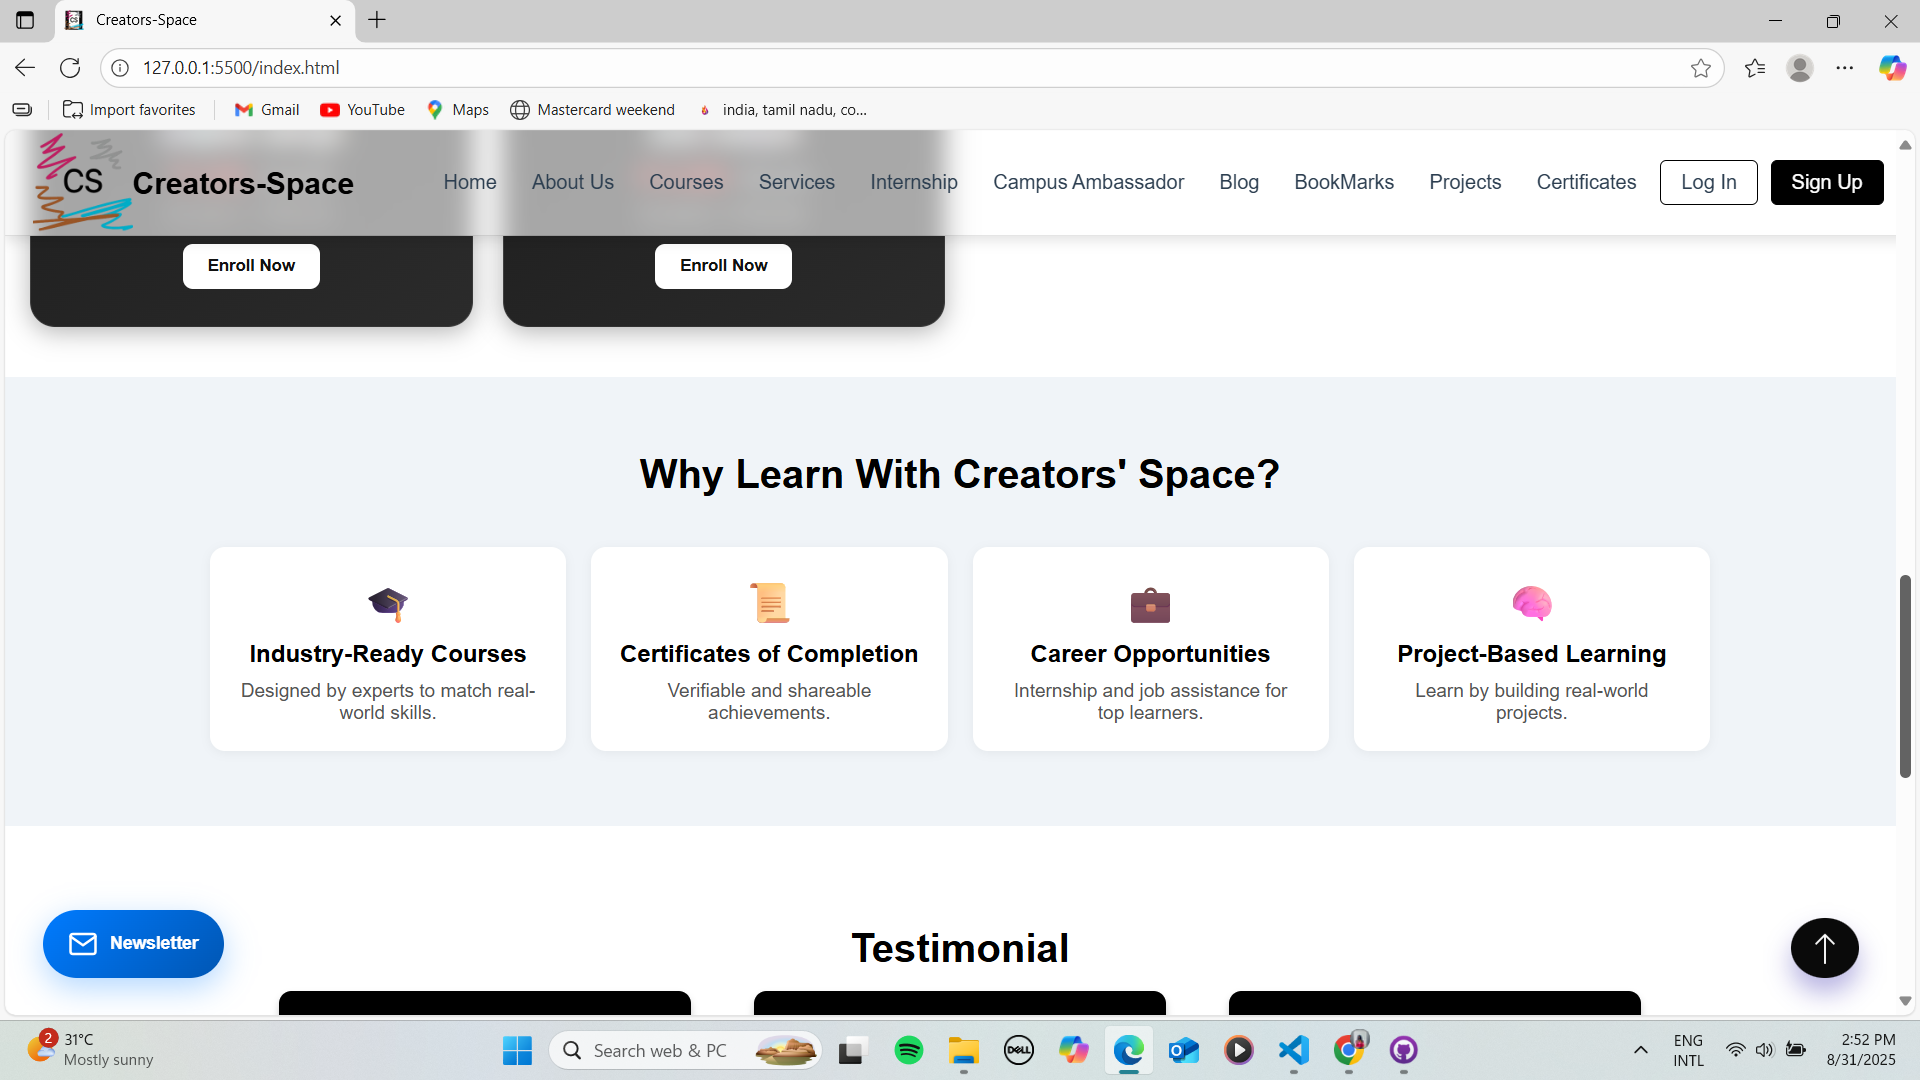 Creators-Space
127.0.0.1:5500/index.html
Import favorites
Gmail
YouTube
Maps
Mastercard weekend
india, tamil nadu, co...
CS
Creators-Space
Home
About Us
Courses
Services
Internship
Campus Ambassador
Blog
BookMarks
Projects
Certificates
Log In
Sign Up
Enroll Now
Enroll Now
Why Learn With Creators' Space?
Industry-Ready Courses
Designed by experts to match real-
world skills.
Certificates of Completion
Verifiable and shareable
achievements.
Career Opportunities
Internship and job assistance for
top learners.
Project-Based Learning
Learn by building real-world
projects.
Newsletter
Testimonial
2
31°C
Mostly sunny
Search web & PC
DELL
ENG
INTL
2:52 PM
8/31/2025